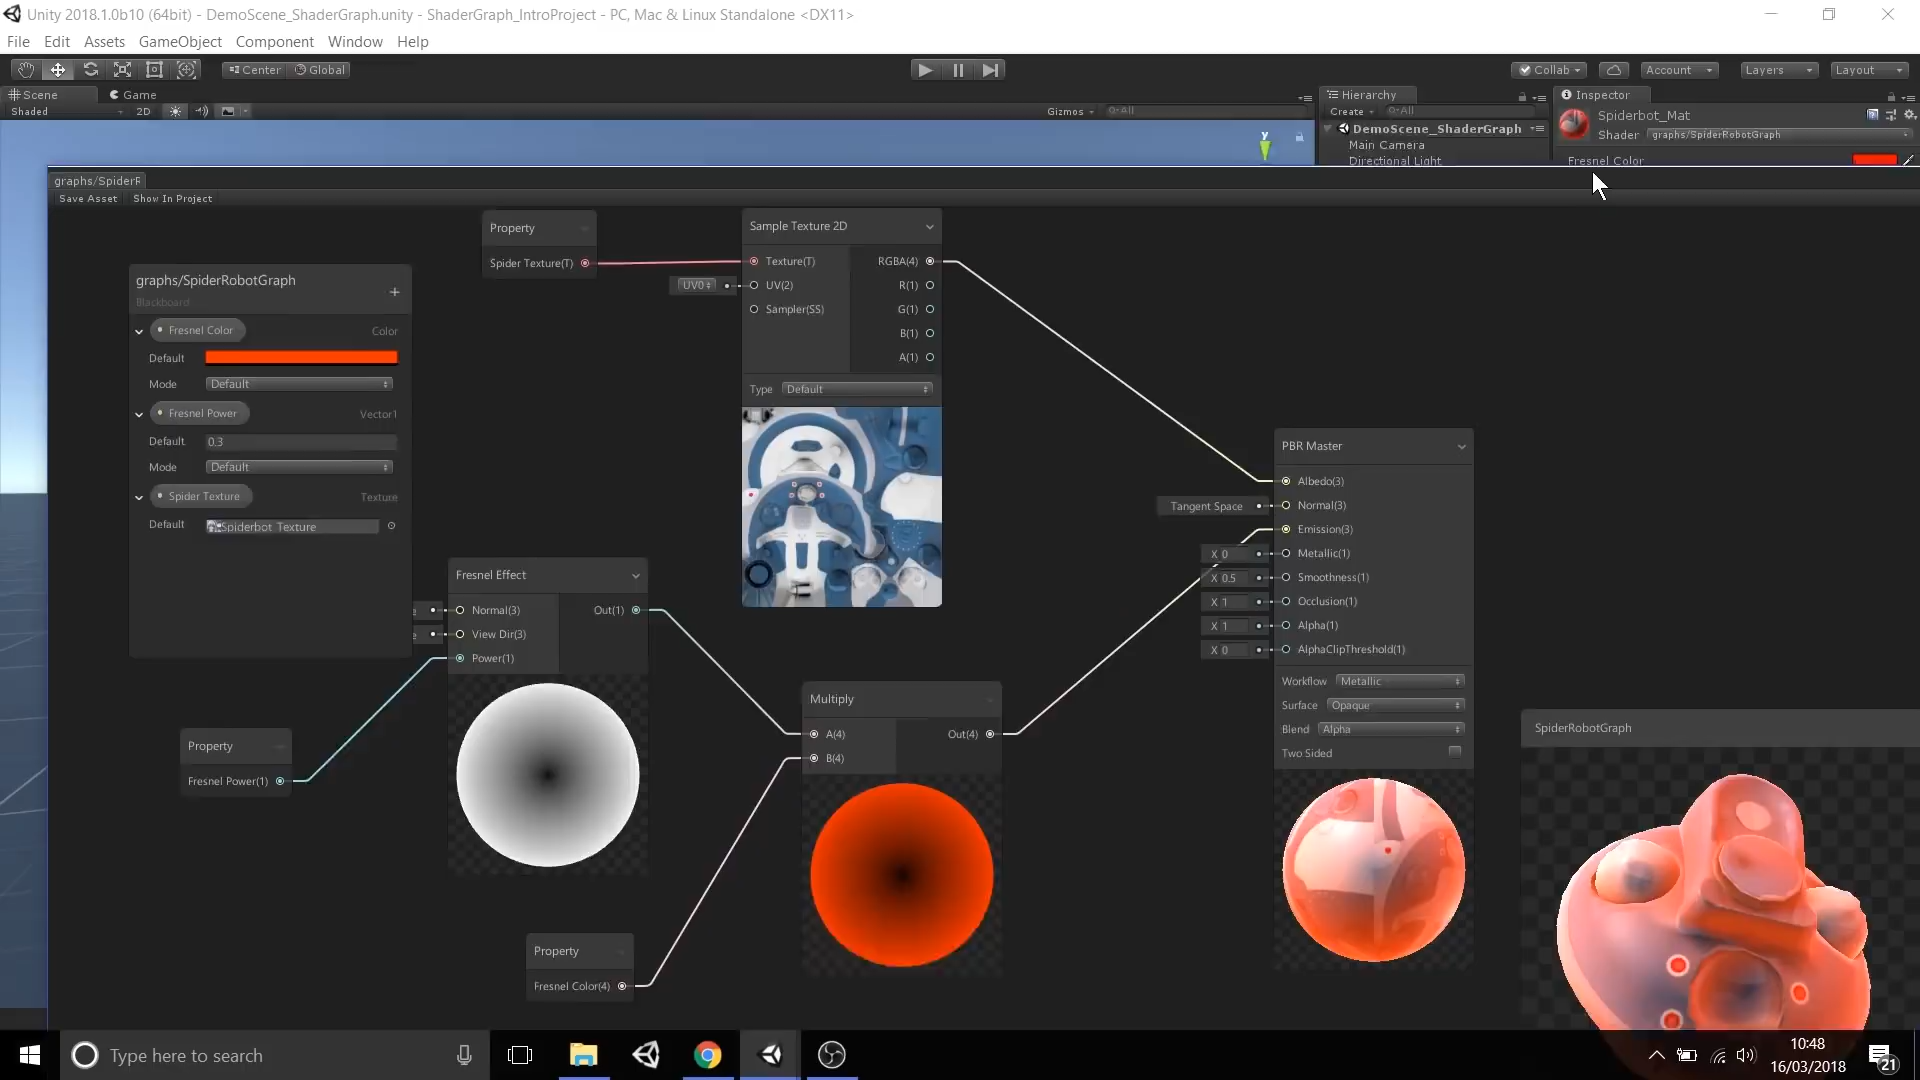 Unity 2018.1.0b10 (64bit) - DemoScene_ShaderGraph.unity - ShaderGraph_IntroProject - PC, Mac & Linux Standalone <DX11>
File Edit Assets GameObject Component Window Help
Center Global Collab Account Layers Layout
Scene Game Hierarchy Inspector
Shaded 2D Gizmos All Create All
Spiderbot_Mat
DemoScene_ShaderGraph Shader graphs/SpiderRobotGraph
Main Camera
Directional Light Fresnel Color
y
graphs/SpiderR
Save Asset Show In Project
graphs/SpiderRobotGraph
Blackboard
Fresnel Color Color
Default
Mode Default
Fresnel Power Vector1
Default 0.3
Mode Default
Spider Texture Texture
Default Spiderbot Texture
Property
Spider Texture(T)
Sample Texture 2D
Texture(T) RGBA(4)
UV0 UV(2) R(1)
Sampler(SS) G(1)
B(1)
A(1)
Type Default
Fresnel Effect
Normal(3) Out(1)
View Dir(3)
Power(1)
Property
Fresnel Power(1)
Multiply
A(4) Out(4)
B(4)
Property
Fresnel Color(4)
PBR Master
Albedo(3)
Tangent Space Normal(3)
Emission(3)
X 0 Metallic(1)
X 0.5 Smoothness(1)
X 1 Occlusion(1)
X 1 Alpha(1)
X 0 AlphaClipThreshold(1)
Workflow Metallic
Surface Opaque
Blend Alpha
Two Sided
SpiderRobotGraph
Type here to search
10:48
16/03/2018
21